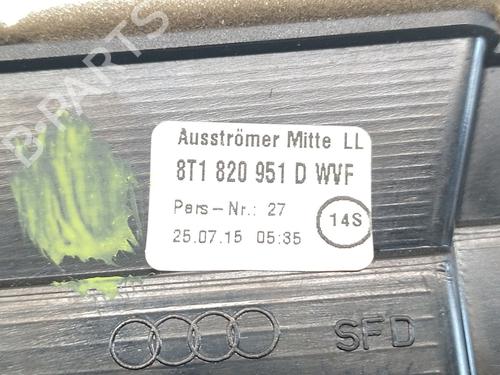 Ausströmer Mitte LL
8T1 820 951 D WVF
Pers-Nr.: 27
14S
25.07.15 05:35
SFD
B-PARTS